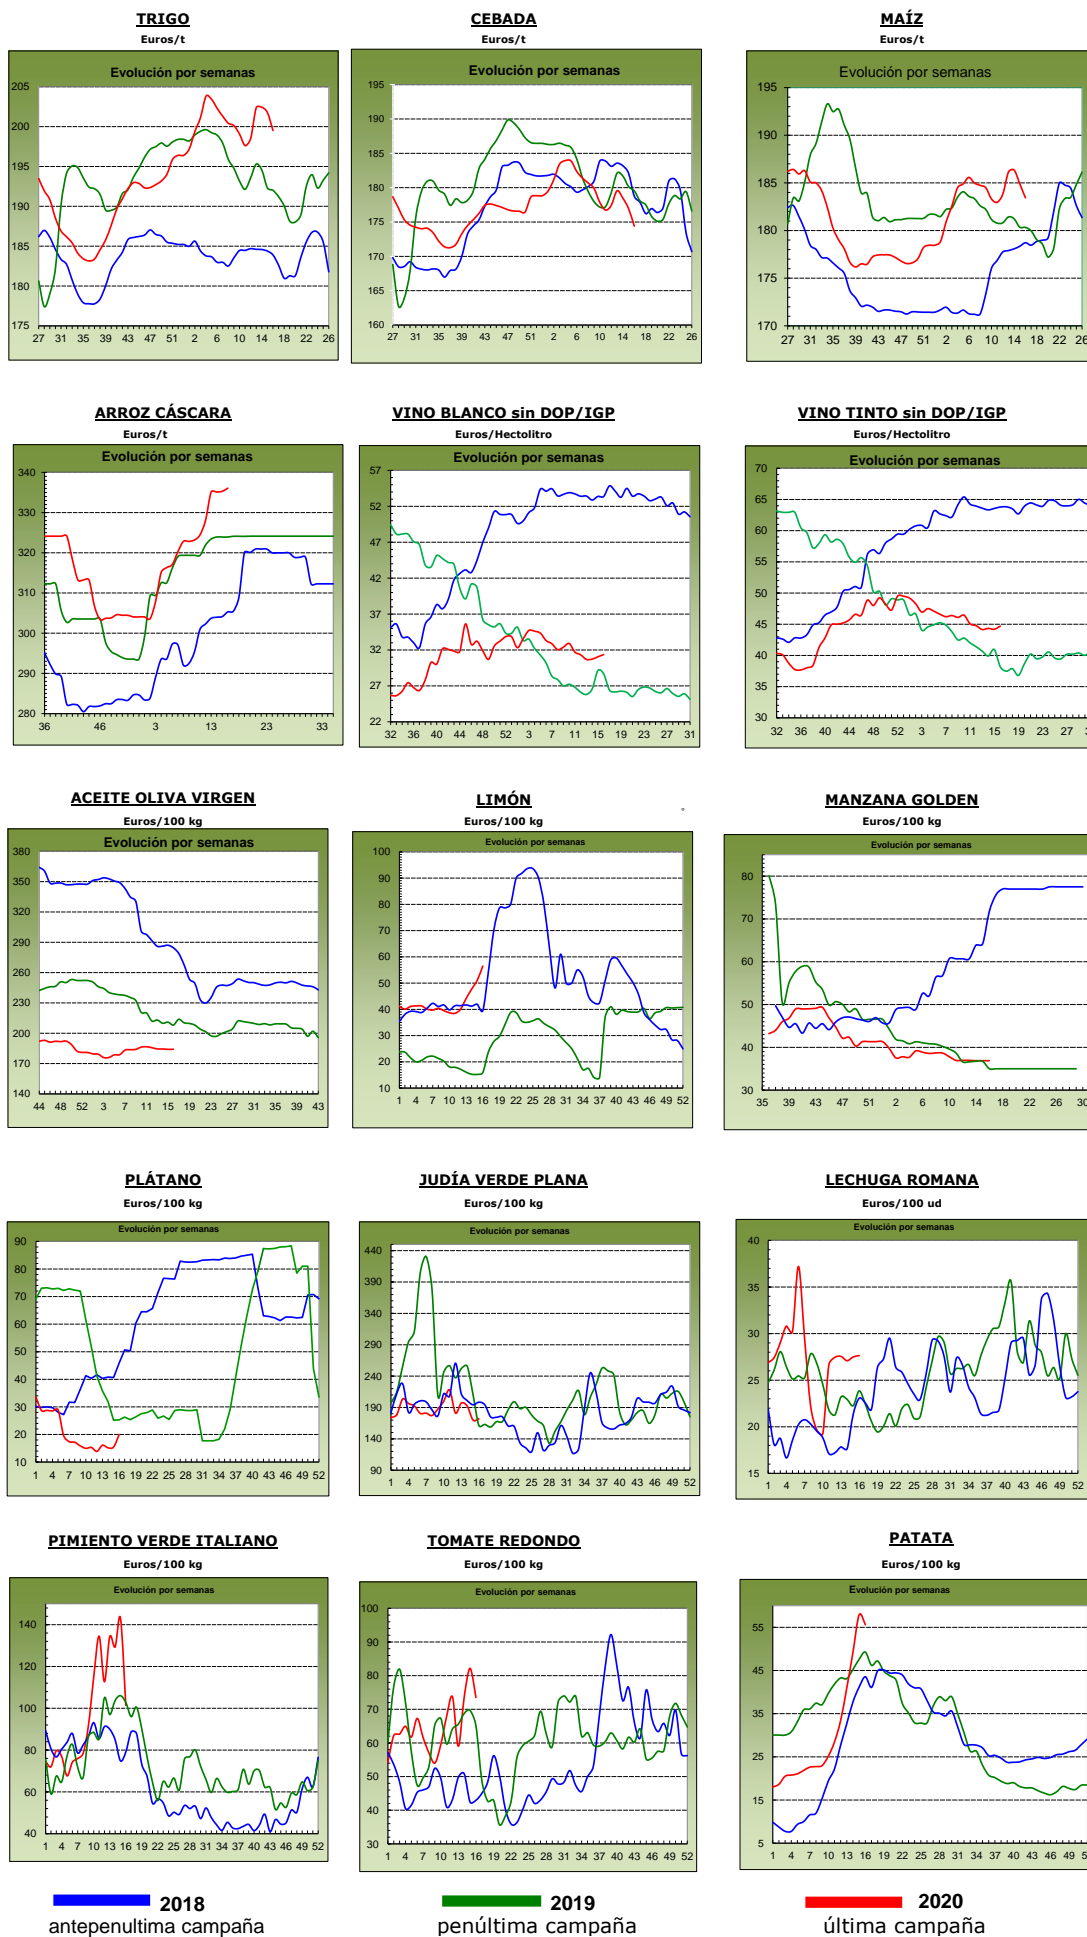 TRIGO
Euros/t
Evolución por semanas
205
200
195
190
185
180
175
27 31 35 39 43 47 51 2 6 10 14 18 22 26
CEBADA
Euros/t
Evolución por semanas
195
190
185
180
175
170
165
160
27 31 35 39 43 47 51 2 6 10 14 18 22 26
MAÍZ
Euros/t
Evolución por semanas
195
190
185
180
175
170
27 31 35 39 43 47 51 2 6 10 14 18 22 26
ARROZ CÁSCARA
Euros/t
Evolución por semanas
340
330
320
310
300
290
280
36 46 3 13 23 33
VINO BLANCO sin DOP/IGP
Euros/Hectolitro
Evolución por semanas
57
52
47
42
37
32
27
22
32 36 40 44 48 52 3 7 11 15 19 23 27 31
VINO TINTO sin DOP/IGP
Euros/Hectolitro
Evolución por semanas
70
65
60
55
50
45
40
35
30
32 36 40 44 48 52 3 7 11 15 19 23 27
ACEITE OLIVA VIRGEN
Euros/100 kg
Evolución por semanas
380
350
320
290
260
230
200
170
140
44 48 52 3 7 11 15 19 23 27 31 35 39 43
LIMÓN
Euros/100 kg
Evolución por semanas
100
90
80
70
60
50
40
30
20
10
1 4 7 10 13 16 19 22 25 28 31 34 37 40 43 46 49 52
MANZANA GOLDEN
Euros/100 kg
Evolución por semanas
80
70
60
50
40
30
35 39 43 47 51 2 6 10 14 18 22 26 30
PLÁTANO
Euros/100 kg
Evolución por semanas
90
80
70
60
50
40
30
20
10
1 4 7 10 13 16 19 22 25 28 31 34 37 40 43 46 49 52
JUDÍA VERDE PLANA
Euros/100 kg
Evolución por semanas
440
390
340
290
240
190
140
90
1 4 7 10 13 16 19 22 25 28 31 34 37 40 43 46 49 52
LECHUGA ROMANA
Euros/100 ud
Evolución por semanas
40
35
30
25
20
15
1 4 7 10 13 16 19 22 25 28 31 34 37 40 43 46 49 52
PIMIENTO VERDE ITALIANO
Euros/100 kg
Evolución por semanas
140
120
100
80
60
40
1 4 7 10 13 16 19 22 25 28 31 34 37 40 43 46 49 52
TOMATE REDONDO
Euros/100 kg
Evolución por semanas
100
90
80
70
60
50
40
30
1 4 7 10 13 16 19 22 25 28 31 34 37 40 43 46 49 52
PATATA
Euros/100 kg
Evolución por semanas
55
45
35
25
15
5
1 4 7 10 13 16 19 22 25 28 31 34 37 40 43 46 49
2018
antepenultima campaña
2019
penúltima campaña
2020
última campaña